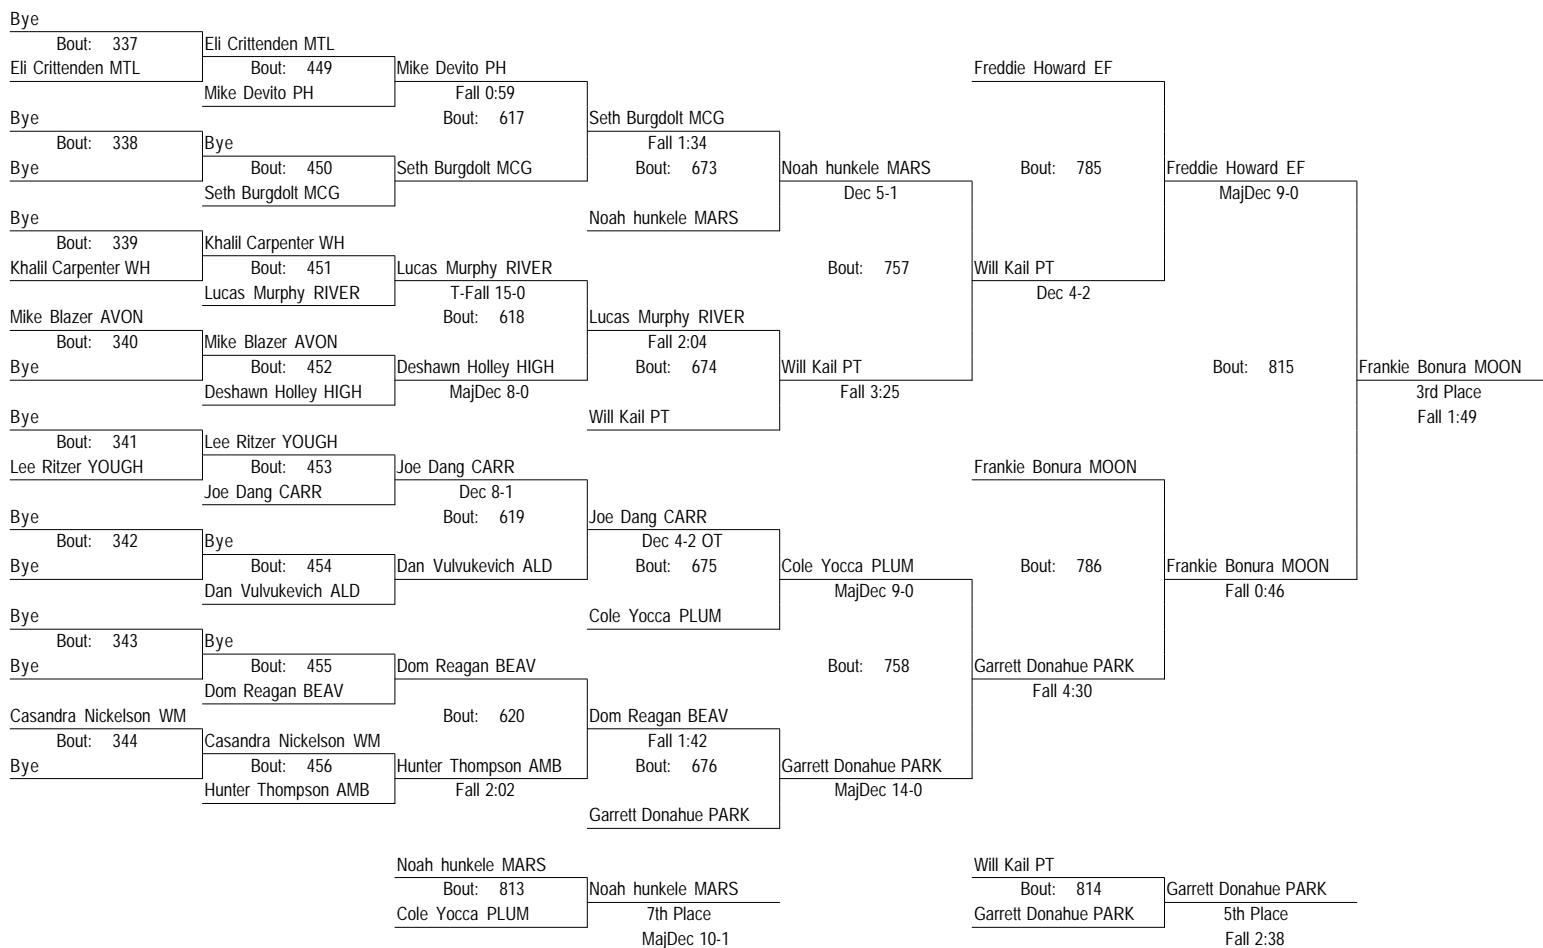 Bye
Bout: 337 Eli Crittenden MTL
Eli Crittenden MTL Bout: 449 Mike Devito PH Freddie Howard EF
Mike Devito PH Fall 0:59
Bye Bout: 617 Seth Burgdolt MCG
Bout: 338 Bye Fall 1:34
Bye Bout: 450 Seth Burgdolt MCG Bout: 673 Noah hunkele MARS Bout: 785 Freddie Howard EF
Seth Burgdolt MCG Dec 5-1 MajDec 9-0
Bye Noah hunkele MARS
Bout: 339 Khalil Carpenter WH
Khalil Carpenter WH Bout: 451 Lucas Murphy RIVER Bout: 757 Will Kail PT
Lucas Murphy RIVER T-Fall 15-0 Dec 4-2
Mike Blazer AVON Bout: 618 Lucas Murphy RIVER
Bout: 340 Mike Blazer AVON Fall 2:04
Bye Bout: 452 Deshawn Holley HIGH Bout: 674 Will Kail PT Bout: 815 Frankie Bonura MOON
Deshawn Holley HIGH MajDec 8-0 Fall 3:25 3rd Place
Bye Will Kail PT Fall 1:49
Bout: 341 Lee Ritzer YOUGH
Lee Ritzer YOUGH Bout: 453 Joe Dang CARR Frankie Bonura MOON
Joe Dang CARR Dec 8-1
Bye Bout: 619 Joe Dang CARR
Bout: 342 Bye Dec 4-2 OT
Bye Bout: 454 Dan Vulvukevich ALD Bout: 675 Cole Yocca PLUM Bout: 786 Frankie Bonura MOON
Dan Vulvukevich ALD MajDec 9-0 Fall 0:46
Bye Cole Yocca PLUM
Bout: 343 Bye
Bye Bout: 455 Dom Reagan BEAV Bout: 758 Garrett Donahue PARK
Dom Reagan BEAV Fall 4:30
Casandra Nickelson WM Bout: 620 Dom Reagan BEAV
Bout: 344 Casandra Nickelson WM Fall 1:42
Bye Bout: 456 Hunter Thompson AMB Bout: 676 Garrett Donahue PARK
Hunter Thompson AMB Fall 2:02 MajDec 14-0
Garrett Donahue PARK
Noah hunkele MARS Will Kail PT
Bout: 813 Noah hunkele MARS Bout: 814 Garrett Donahue PARK
Cole Yocca PLUM 7th Place Garrett Donahue PARK 5th Place
MajDec 10-1 Fall 2:38